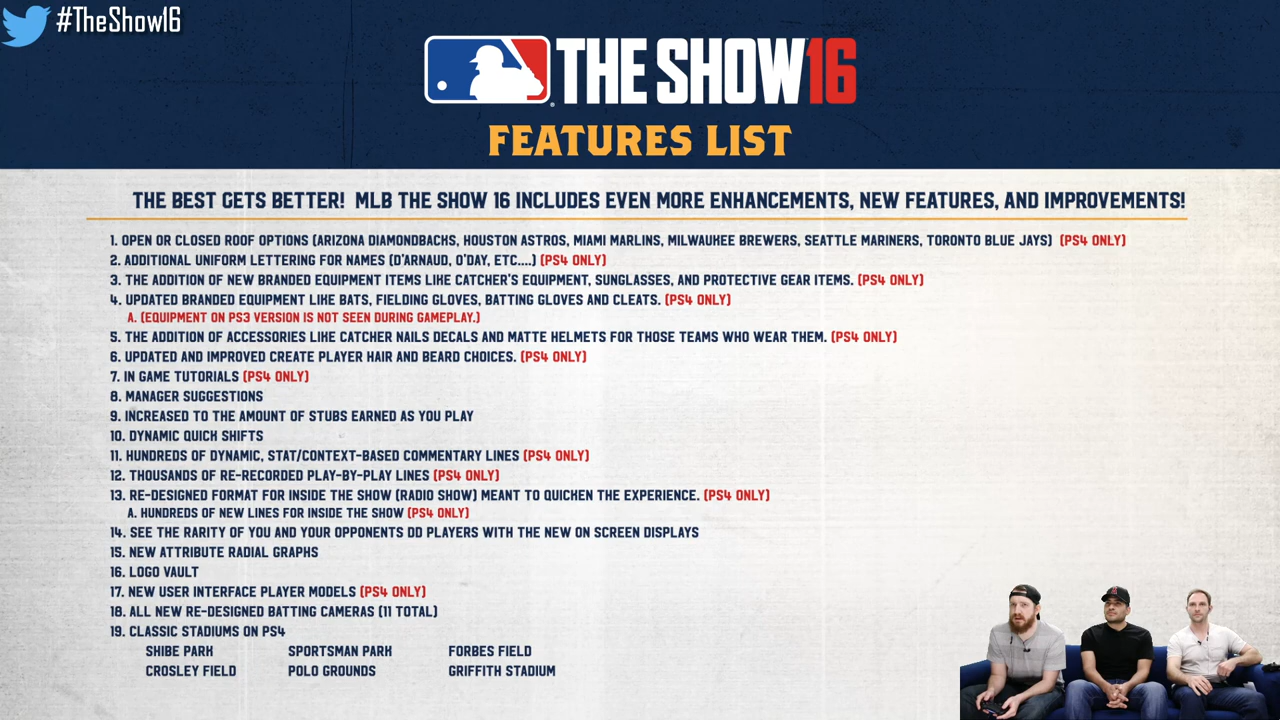 #TheShow16
THE SHOW 16
FEATURES LIST
THE BEST GETS BETTER! MLB THE SHOW 16 INCLUDES EVEN MORE ENHANCEMENTS, NEW FEATURES, AND IMPROVEMENTS!
1. OPEN OR CLOSED ROOF OPTIONS (ARIZONA DIAMONDBACKS, HOUSTON ASTROS, MIAMI MARLINS, MILWAUKEE BREWERS, SEATTLE MARINERS, TORONTO BLUE JAYS) (PS4 ONLY)
2. ADDITIONAL UNIFORM LETTERING FOR NAMES (D'ARNAUD, O'DAY, ETC....) (PS4 ONLY)
3. THE ADDITION OF NEW BRANDED EQUIPMENT ITEMS LIKE CATCHER'S EQUIPMENT, SUNGLASSES, AND PROTECTIVE GEAR ITEMS. (PS4 ONLY)
4. UPDATED BRANDED EQUIPMENT LIKE BATS, FIELDING GLOVES, BATTING GLOVES AND CLEATS. (PS4 ONLY)
A. (EQUIPMENT ON PS3 VERSION IS NOT SEEN DURING GAMEPLAY.)
5. THE ADDITION OF ACCESSORIES LIKE CATCHER NAILS DECALS AND MATTE HELMETS FOR THOSE TEAMS WHO WEAR THEM. (PS4 ONLY)
6. UPDATED AND IMPROVED CREATE PLAYER HAIR AND BEARD CHOICES. (PS4 ONLY)
7. IN GAME TUTORIALS (PS4 ONLY)
8. MANAGER SUGGESTIONS
9. INCREASED TO THE AMOUNT OF STUBS EARNED AS YOU PLAY
10. DYNAMIC QUICK SHIFTS
11. HUNDREDS OF DYNAMIC, STAT/CONTEXT-BASED COMMENTARY LINES (PS4 ONLY)
12. THOUSANDS OF RE-RECORDED PLAY-BY-PLAY LINES (PS4 ONLY)
13. RE-DESIGNED FORMAT FOR INSIDE THE SHOW (RADIO SHOW) MEANT TO QUICKEN THE EXPERIENCE. (PS4 ONLY)
A. HUNDREDS OF NEW LINES FOR INSIDE THE SHOW (PS4 ONLY)
14. SEE THE RARITY OF YOU AND YOUR OPPONENTS DD PLAYERS WITH THE NEW ON SCREEN DISPLAYS
15. NEW ATTRIBUTE RADIAL GRAPHS
16. LOGO VAULT
17. NEW USER INTERFACE PLAYER MODELS (PS4 ONLY)
18. ALL NEW RE-DESIGNED BATTING CAMERAS (11 TOTAL)
19. CLASSIC STADIUMS ON PS4
SHIBE PARK SPORTSMAN PARK FORBES FIELD
CROSLEY FIELD POLO GROUNDS GRIFFITH STADIUM